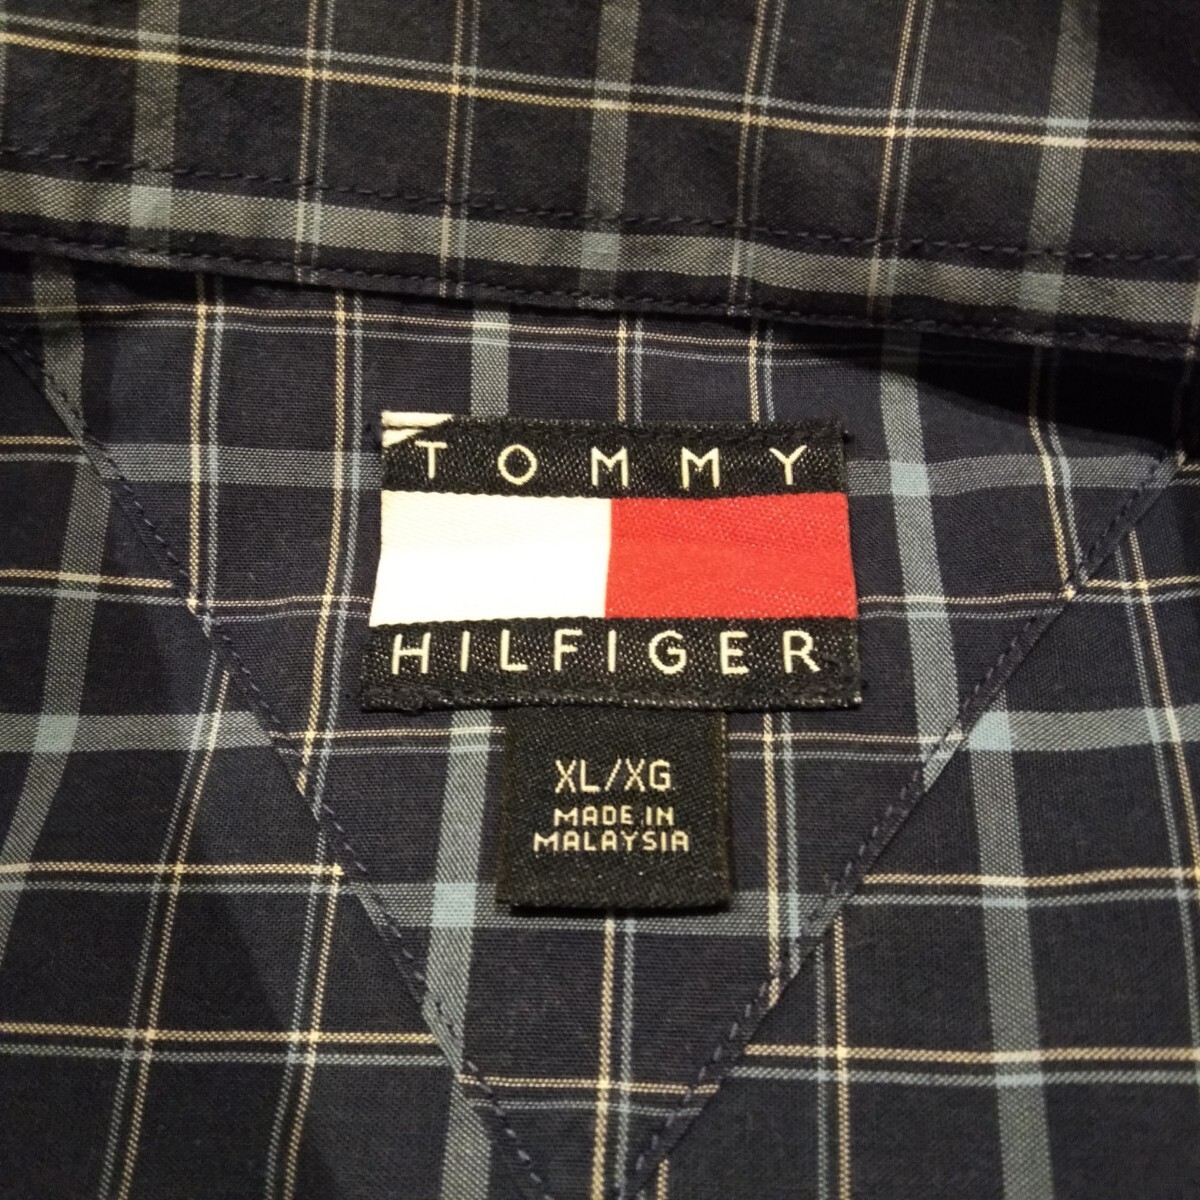 TOMMY
HILFIGER
XL/XG
MADE IN
MALAYSIA